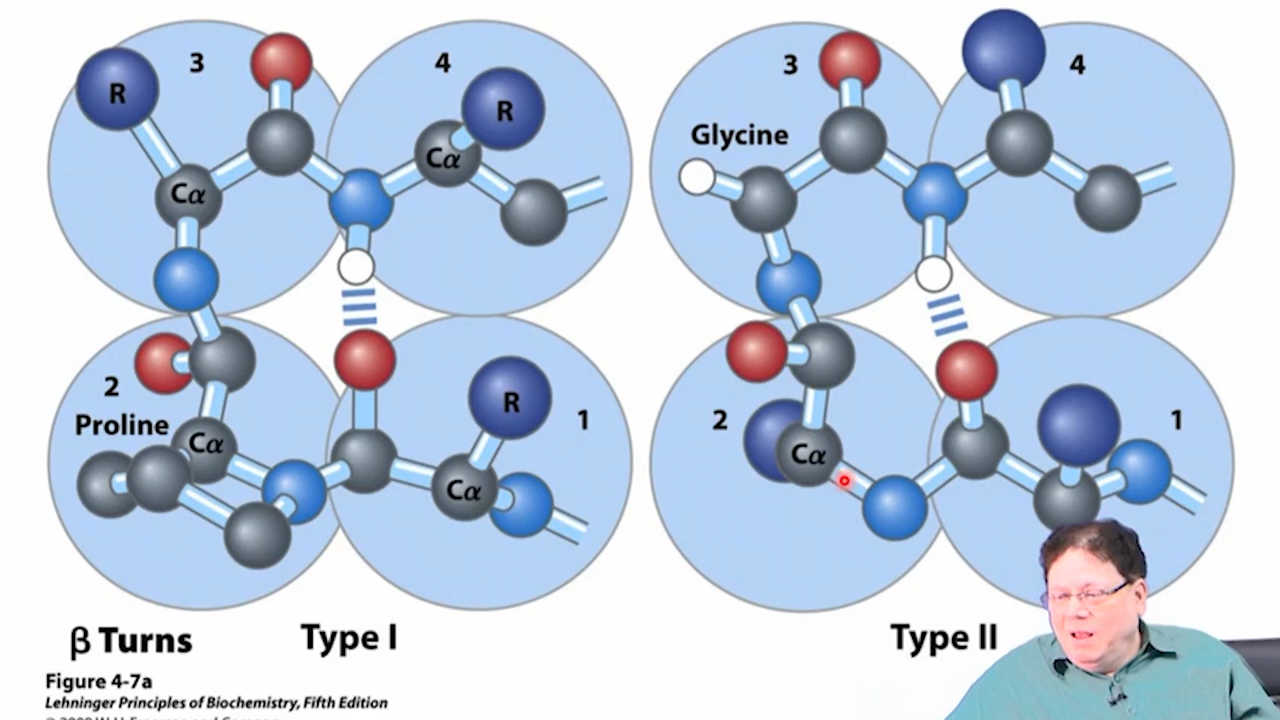 3
4
R
R
Cα
Cα
2
Proline
Cα
R
1
Cα
3
4
Glycine
2
Cα
1
β Turns
Type I
Type II
Figure 4-7a
Lehninger Principles of Biochemistry, Fifth Edition